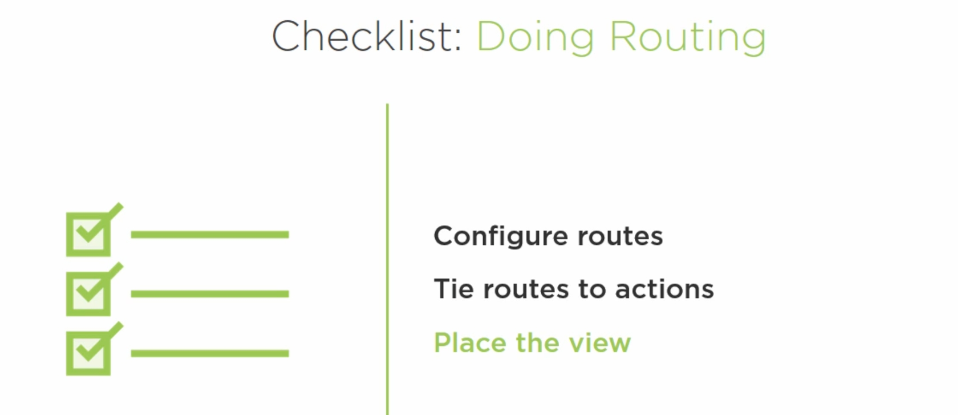 Checklist: Doing Routing
Configure routes
Tie routes to actions
Place the view